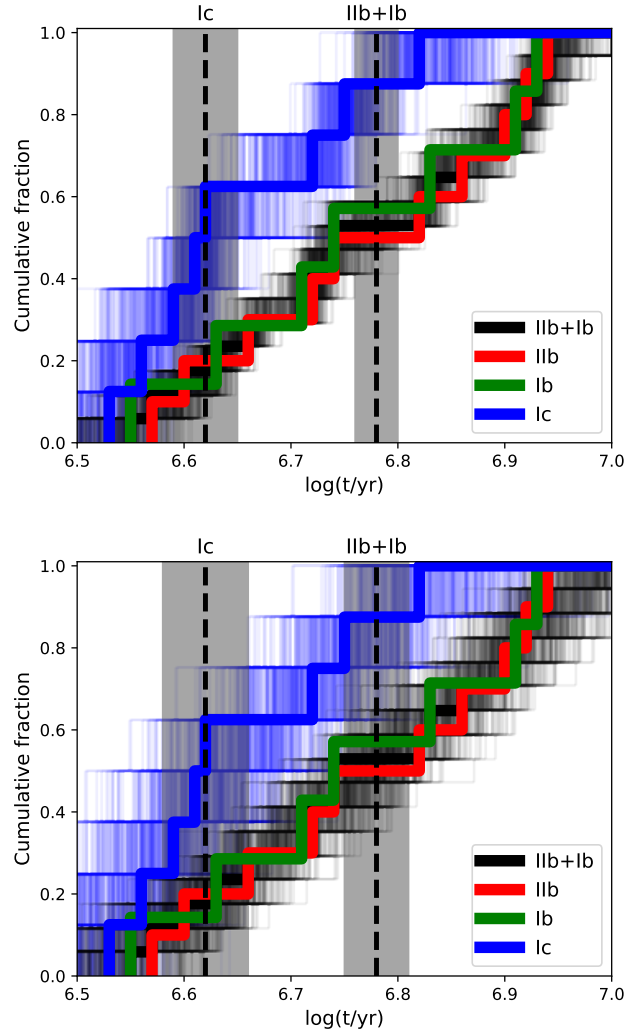 Ic IIb+Ib
1.0
0.8
0.6
0.4
0.2
0.0
Cumulative fraction
6.5 6.6 6.7 6.8 6.9 7.0
log(t/yr)
IIb+Ib
IIb
Ib
Ic
Ic IIb+Ib
1.0
0.8
0.6
0.4
0.2
0.0
Cumulative fraction
6.5 6.6 6.7 6.8 6.9 7.0
log(t/yr)
IIb+Ib
IIb
Ib
Ic